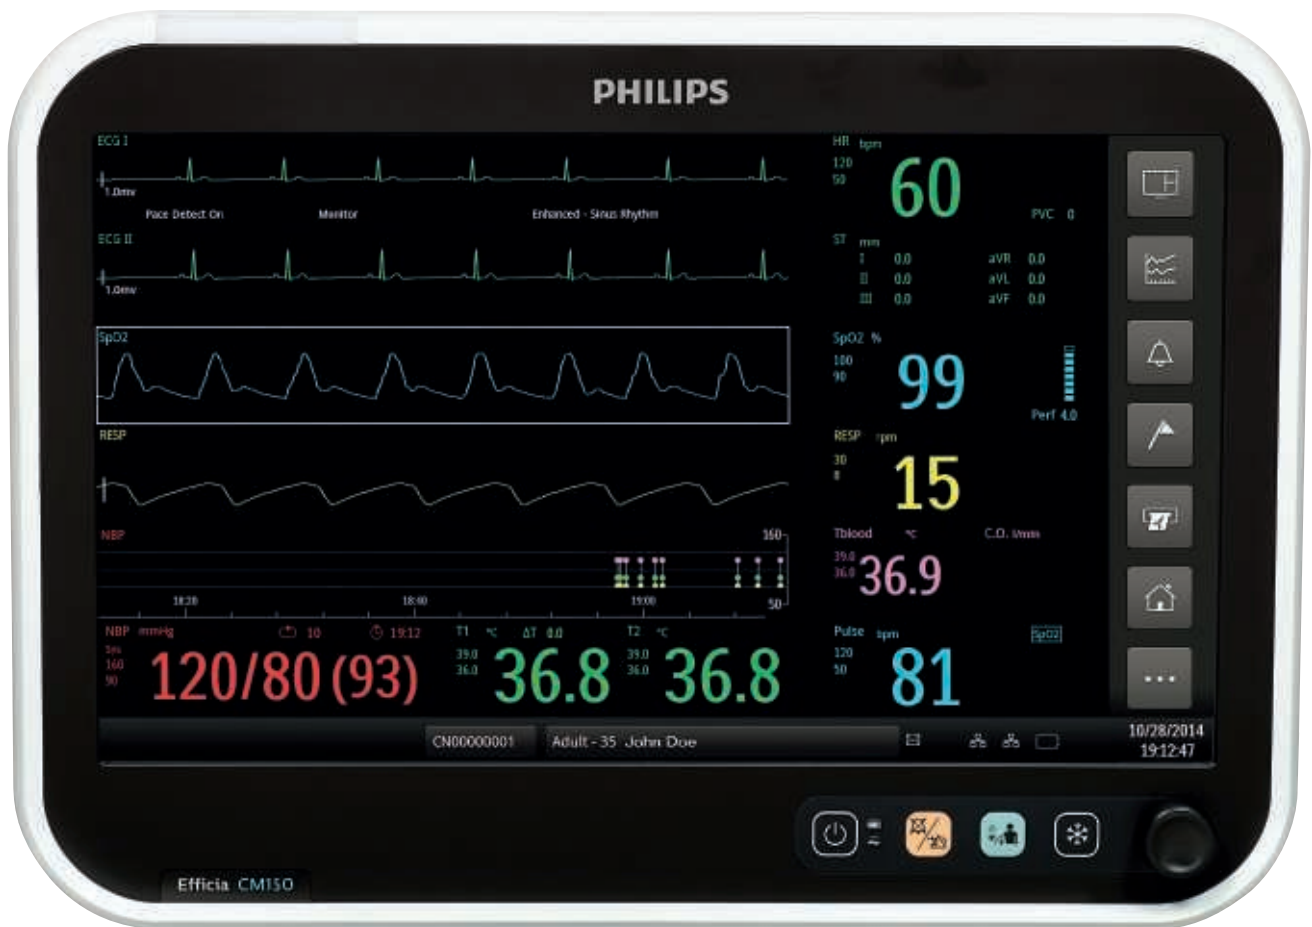 PHILIPS
ECG I
1.0mv
Pace Detect On Monitor Enhanced - Sinus Rhythm
ECG II
1.0mv
SpO2
RESP
NBP 160
18:20 18:40 19:00 50
NBP mmHg 10 19:12
Sys
160
90
120/80 (93)
T1 °C ΔT 0.0
39.0
36.0
36.8
T2 °C
39.0
36.0
36.8
HR bpm
120
50
60
PVC 0
ST mm
I 0.0 aVR 0.0
II 0.0 aVL 0.0
III 0.0 aVF 0.0
SpO2 %
100
90
99
Perf 4.0
RESP rpm
30
8
15
Tblood °C C.O. l/min
39.0
36.0
36.9
Pulse bpm SpO2
120
50
81
CN00000001 Adult - 35 John Doe
10/28/2014
19:12:47
Efficia CM150